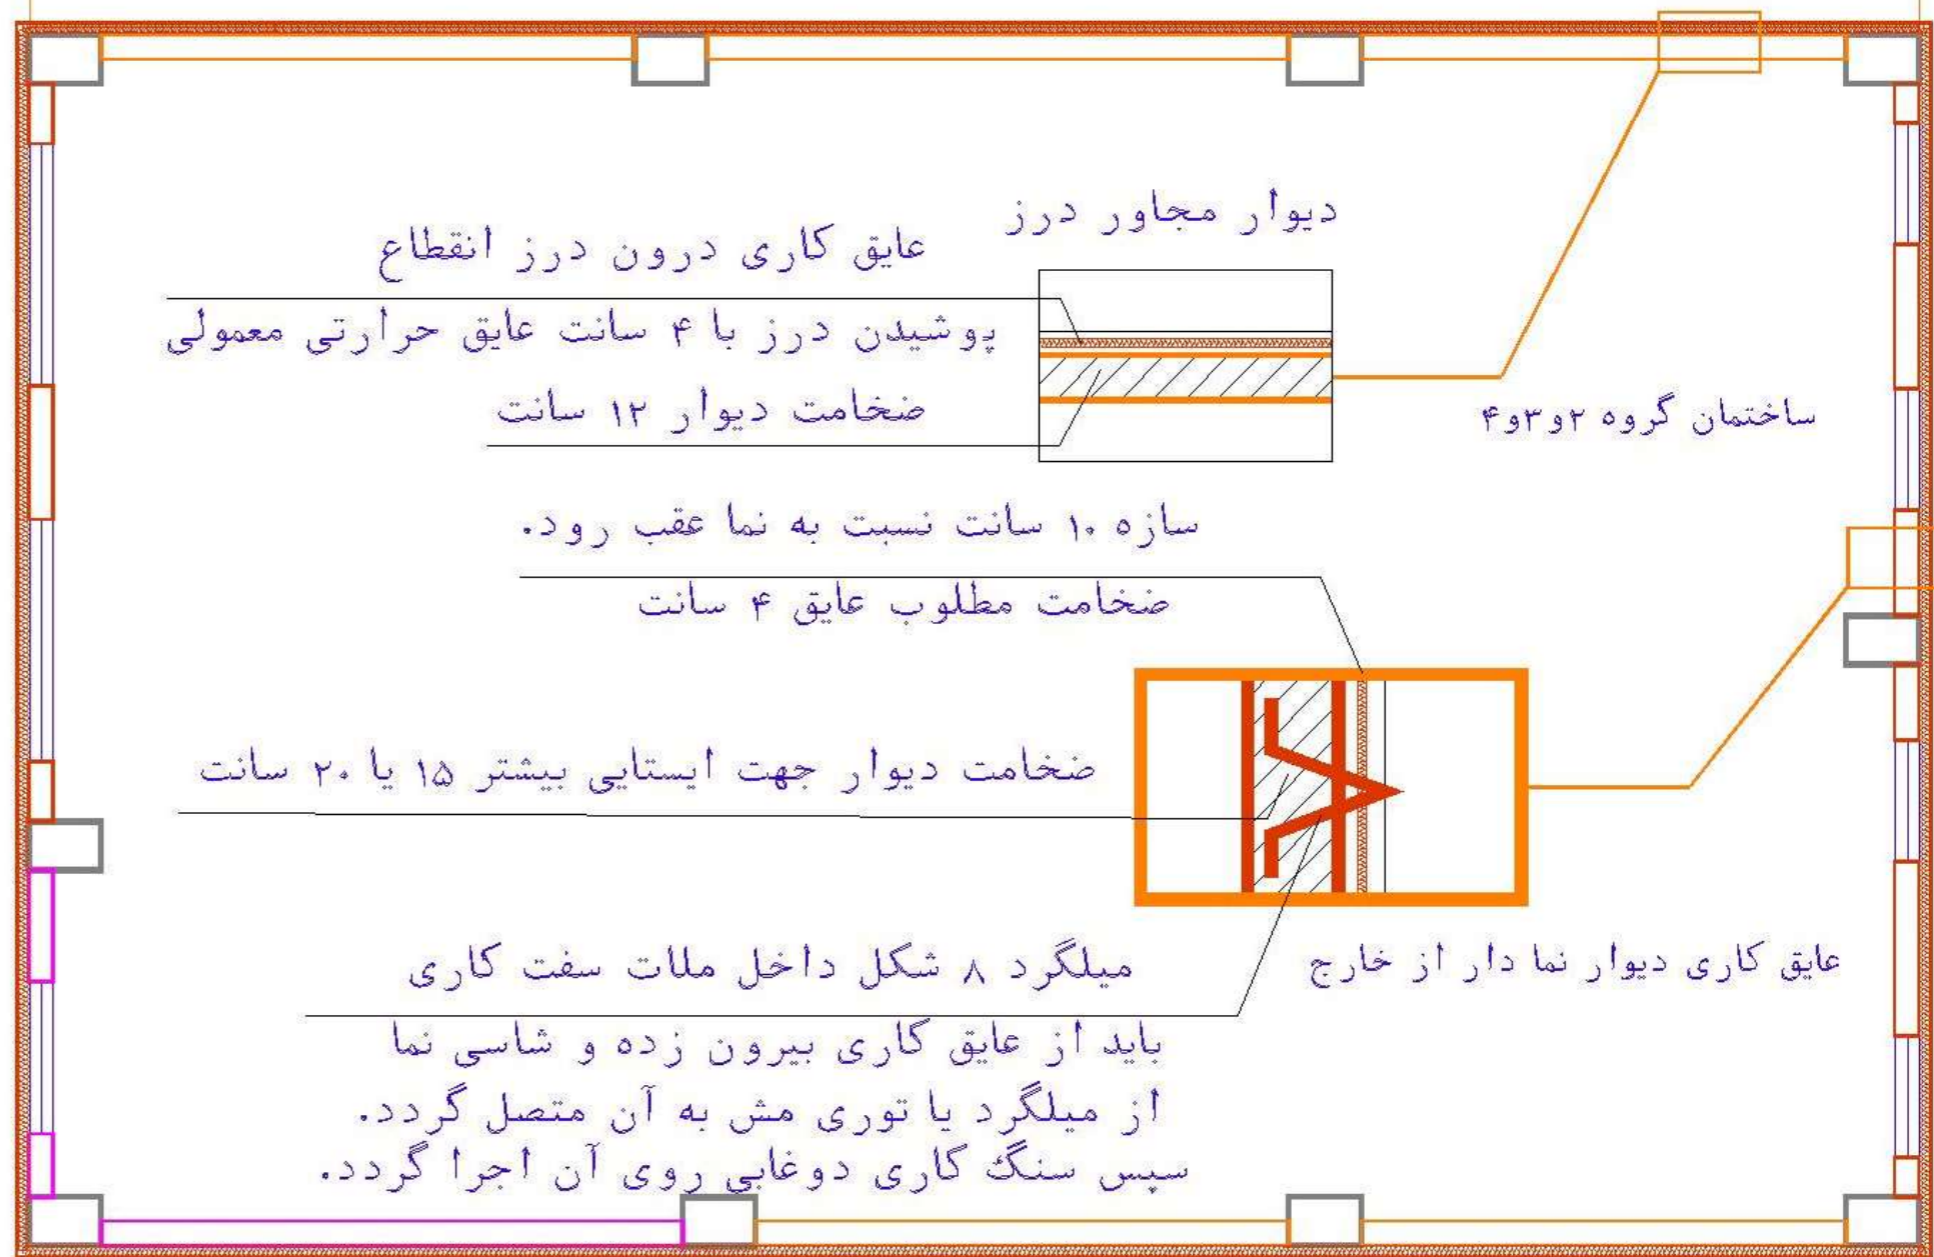 دیوار مجاور درز
عایق کاری درون درز انقطاع
پوشیدن درز با ۴ سانت عایق حرارتی معمولی
ضخامت دیوار ۱۲ سانت
ساختمان گروه ۲و۳و۴
سازه ۱۰ سانت نسبت به نما عقب رود.
ضخامت مطلوب عایق ۴ سانت
ضخامت دیوار جهت ایستایی بیشتر ۱۵ یا ۲۰ سانت
عایق کاری دیوار نما دار از خارج
میلگرد ۸ شکل داخل ملات سفت کاری
باید از عایق کاری بیرون زده و شاسی نما
از میلگرد یا توری مش به آن متصل گردد.
سپس سنگ کاری دوغابی روی آن اجرا گردد.